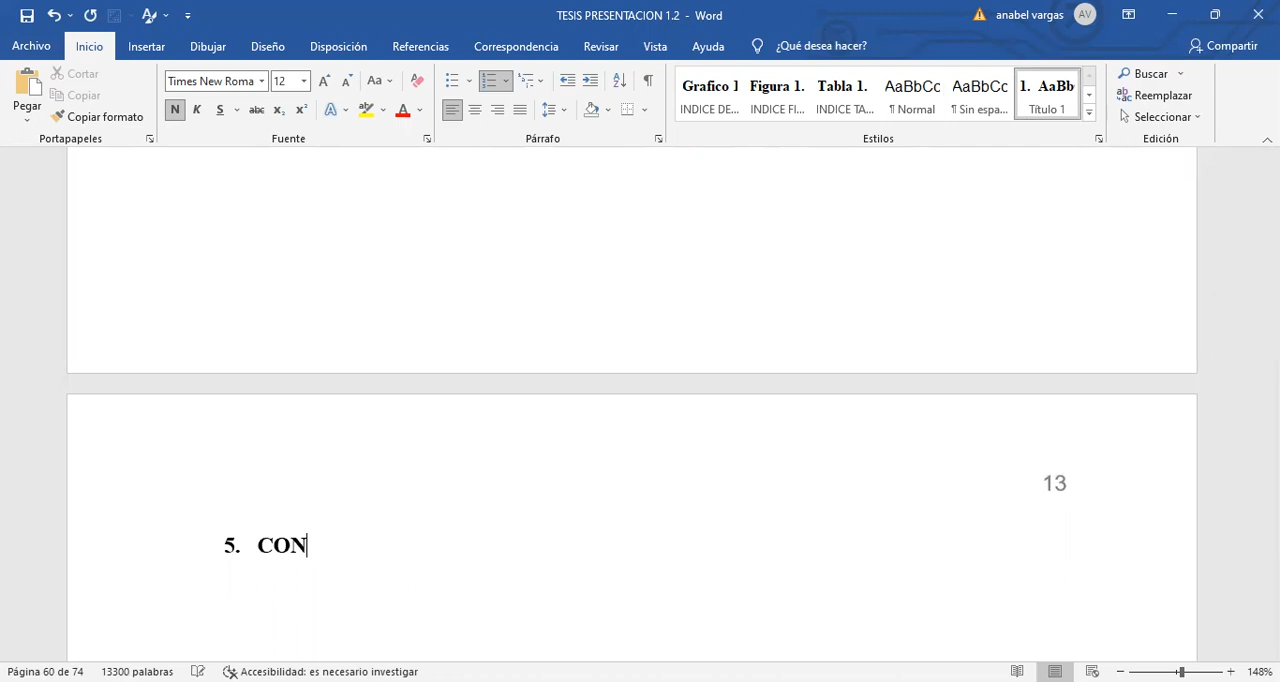 TESIS PRESENTACION 1.2 - Word
anabel vargas AV
Archivo Inicio Insertar Dibujar Diseño Disposición Referencias Correspondencia Revisar Vista Ayuda ¿Qué desea hacer? Compartir
Pegar
Cortar
Copiar
Copiar formato
Portapapeles
Times New Roma 12 A A Aa
N K S abc x₂ x² A A
Fuente
Párrafo
Grafico 1 Figura 1. Tabla 1. AaBbCc AaBbCc 1. AaBb
INDICE DE... INDICE FI... INDICE TA... ¶ Normal ¶ Sin espa... Título 1
Estilos
Buscar
Reemplazar
Seleccionar
Edición
13
5. CON
Página 60 de 74 13300 palabras Accesibilidad: es necesario investigar 148%